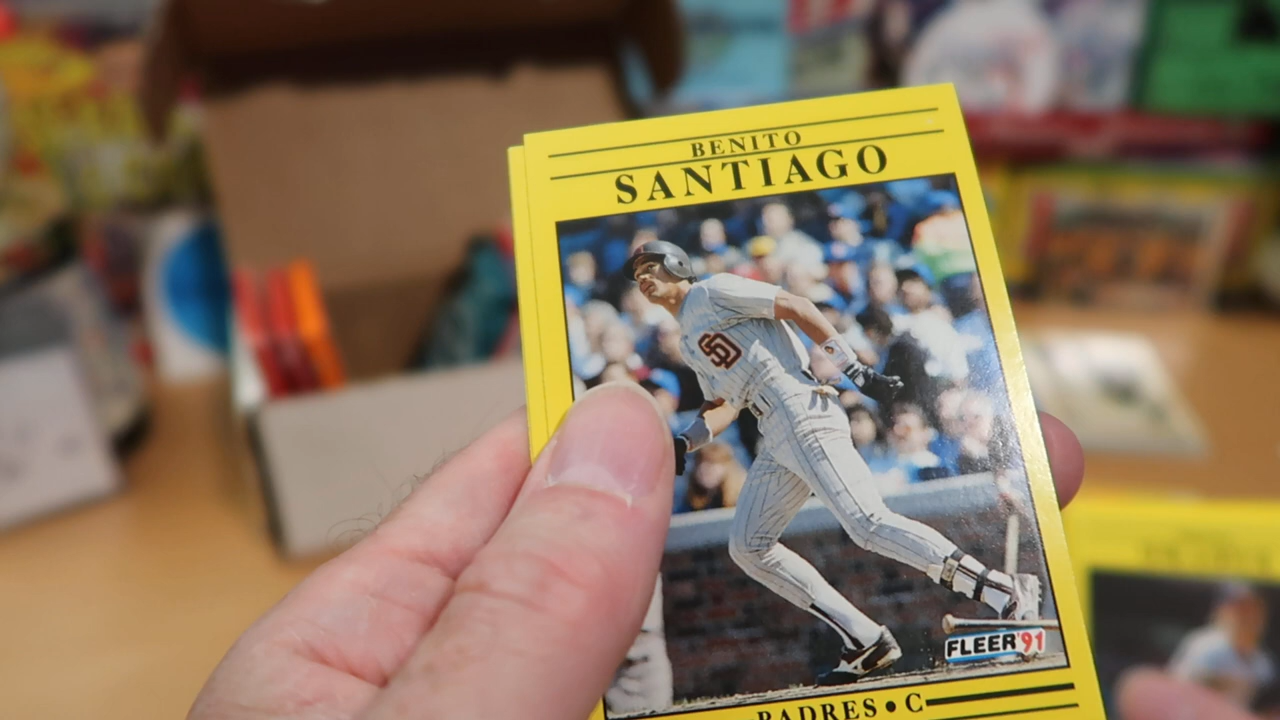 BENITO
SANTIAGO
SD
FLEER '91
PADRES • C